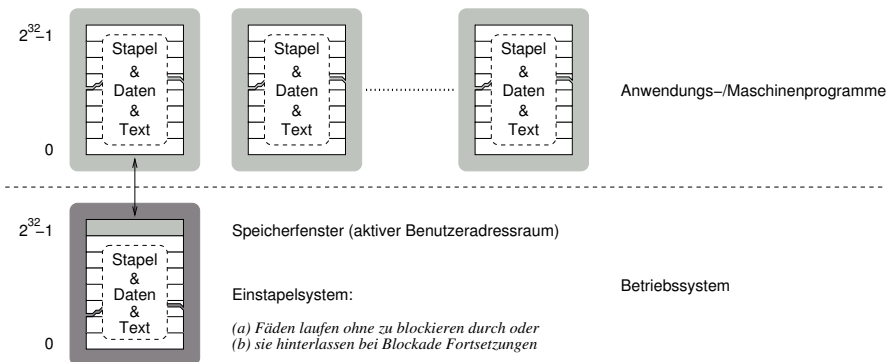 2^32−1
Stapel
&
Daten
&
Text
0
Stapel
&
Daten
&
Text
Stapel
&
Daten
&
Text
Anwendungs−/Maschinenprogramme
2^32−1
Stapel
&
Daten
&
Text
0
Speicherfenster (aktiver Benutzeradressraum)
Einstapelsystem:
(a) Fäden laufen ohne zu blockieren durch oder
(b) sie hinterlassen bei Blockade Fortsetzungen
Betriebssystem